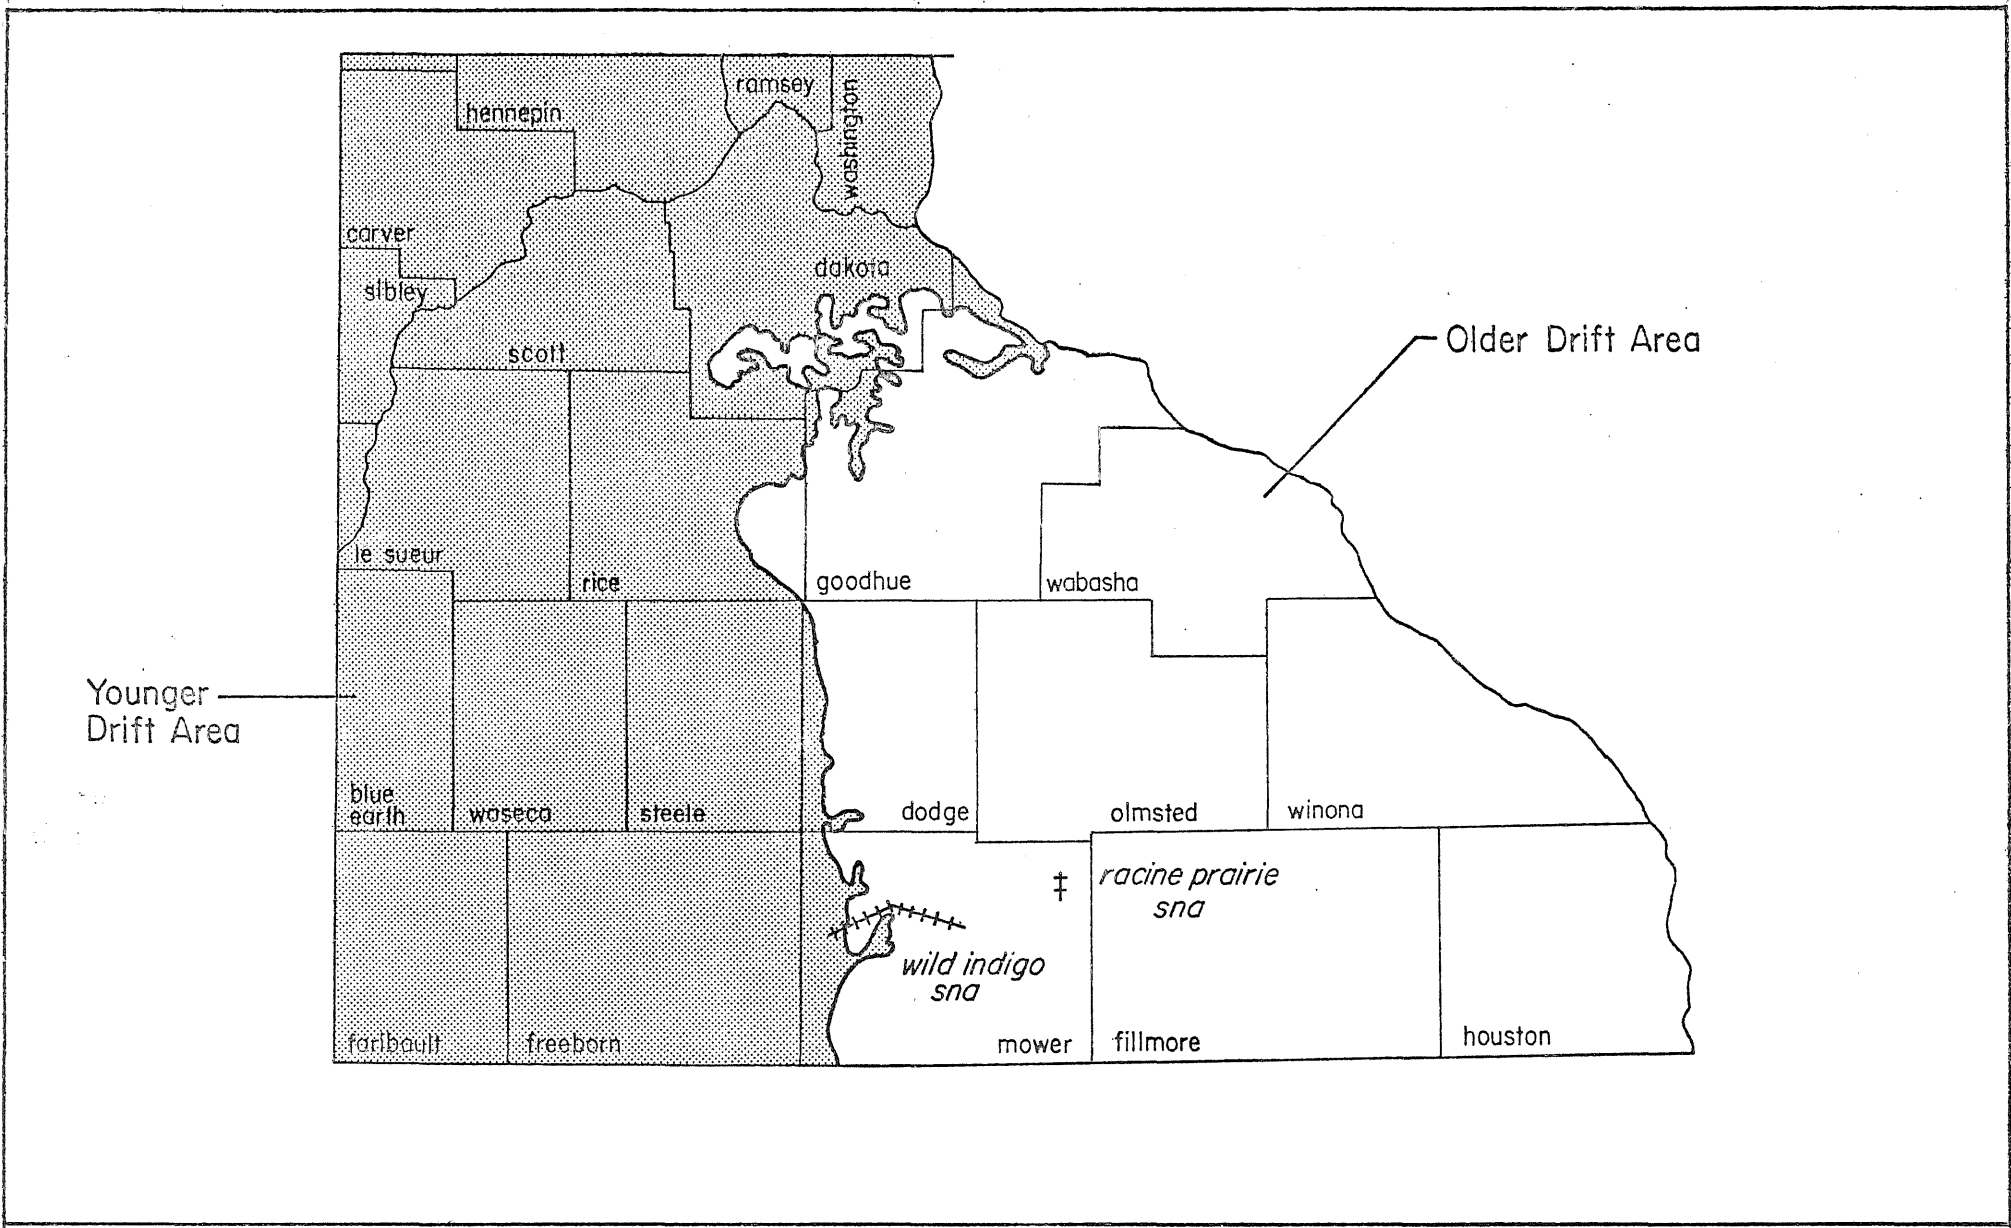 ramsey
hennepin
washington
carver
sibley
dakota
scott
Older Drift Area
le sueur
rice
goodhue
wabasha
Younger
Drift Area
blue
earth
waseca
steele
dodge
olmsted
winona
racine prairie
sna
wild indigo
sna
faribault
freeborn
mower
fillmore
houston